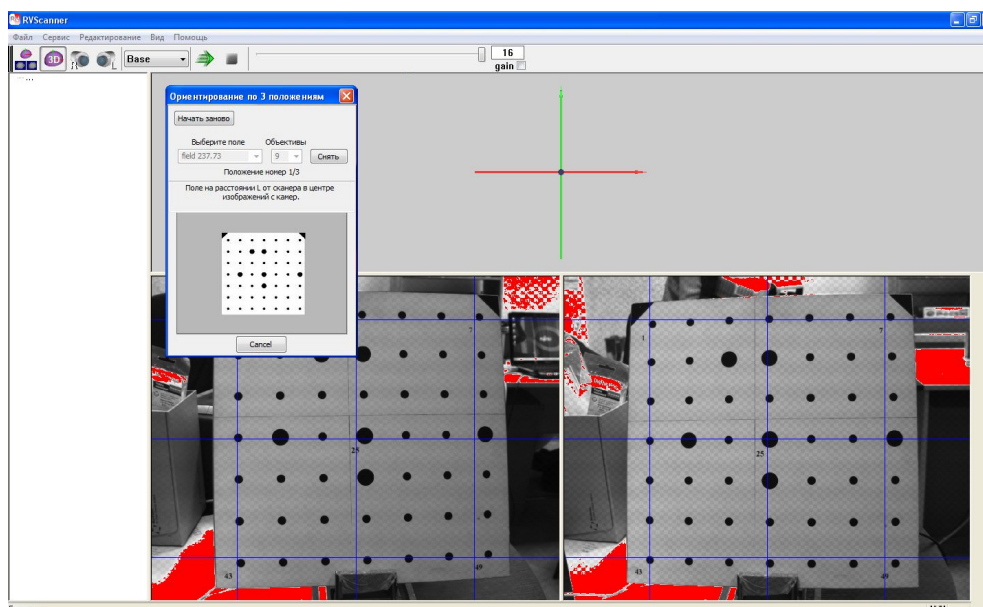 RVScanner
Файл Сервис Редактирование Вид Помощь
3D R L Base 16
gain
...
Ориентирование по 3 положениям
Начать заново
Выберите поле Объективы
field 237.73 9 Снять
Положение номер 1/3
Поле на расстоянии L от сканера в центре
изображений с камер.
Cancel
7
25
43
49
1
7
25
43
49